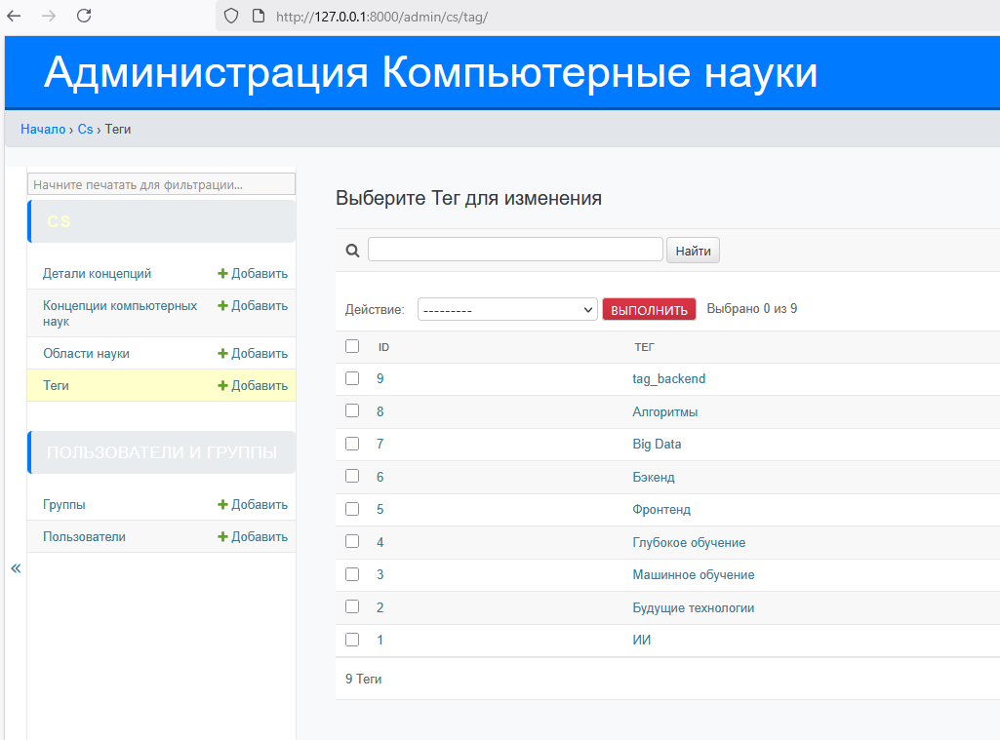 http://127.0.0.1:8000/admin/cs/tag/
Администрация Компьютерные науки
Начало › Cs › Теги
Начните печатать для фильтрации...
CS
Детали концепций + Добавить
Концепции компьютерных + Добавить
наук
Области науки + Добавить
Теги + Добавить
ПОЛЬЗОВАТЕЛИ И ГРУППЫ
Группы + Добавить
Пользователи + Добавить
«
Выберите Тег для изменения
Найти
Действие: --------- ВЫПОЛНИТЬ Выбрано 0 из 9
ID ТЕГ
9 tag_backend
8 Алгоритмы
7 Big Data
6 Бэкенд
5 Фронтенд
4 Глубокое обучение
3 Машинное обучение
2 Будущие технологии
1 ИИ
9 Теги